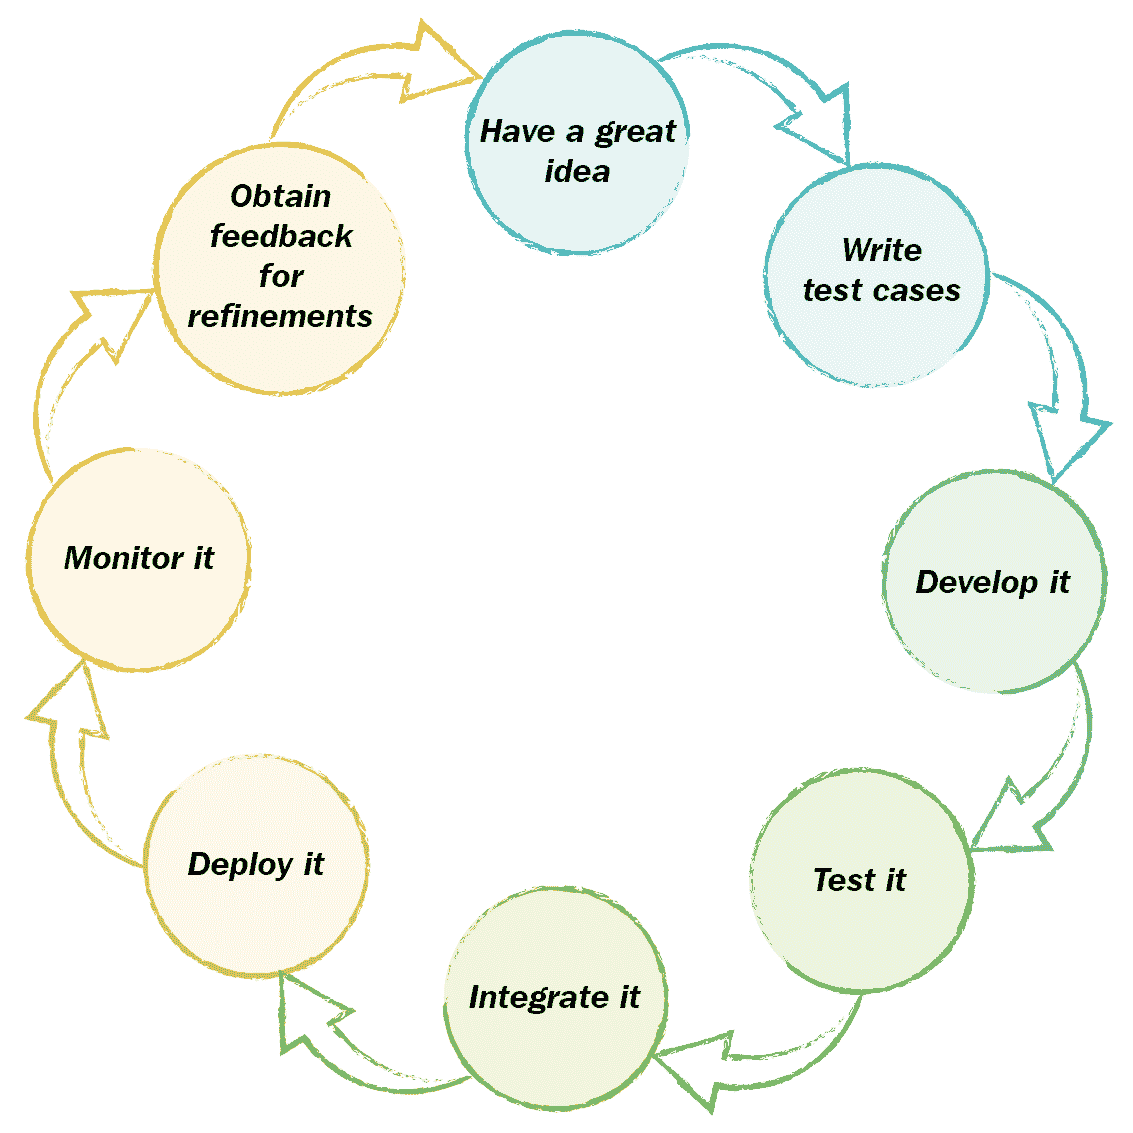 Have a great
idea
Write
test cases
Develop it
Test it
Integrate it
Deploy it
Monitor it
Obtain
feedback
for
refinements